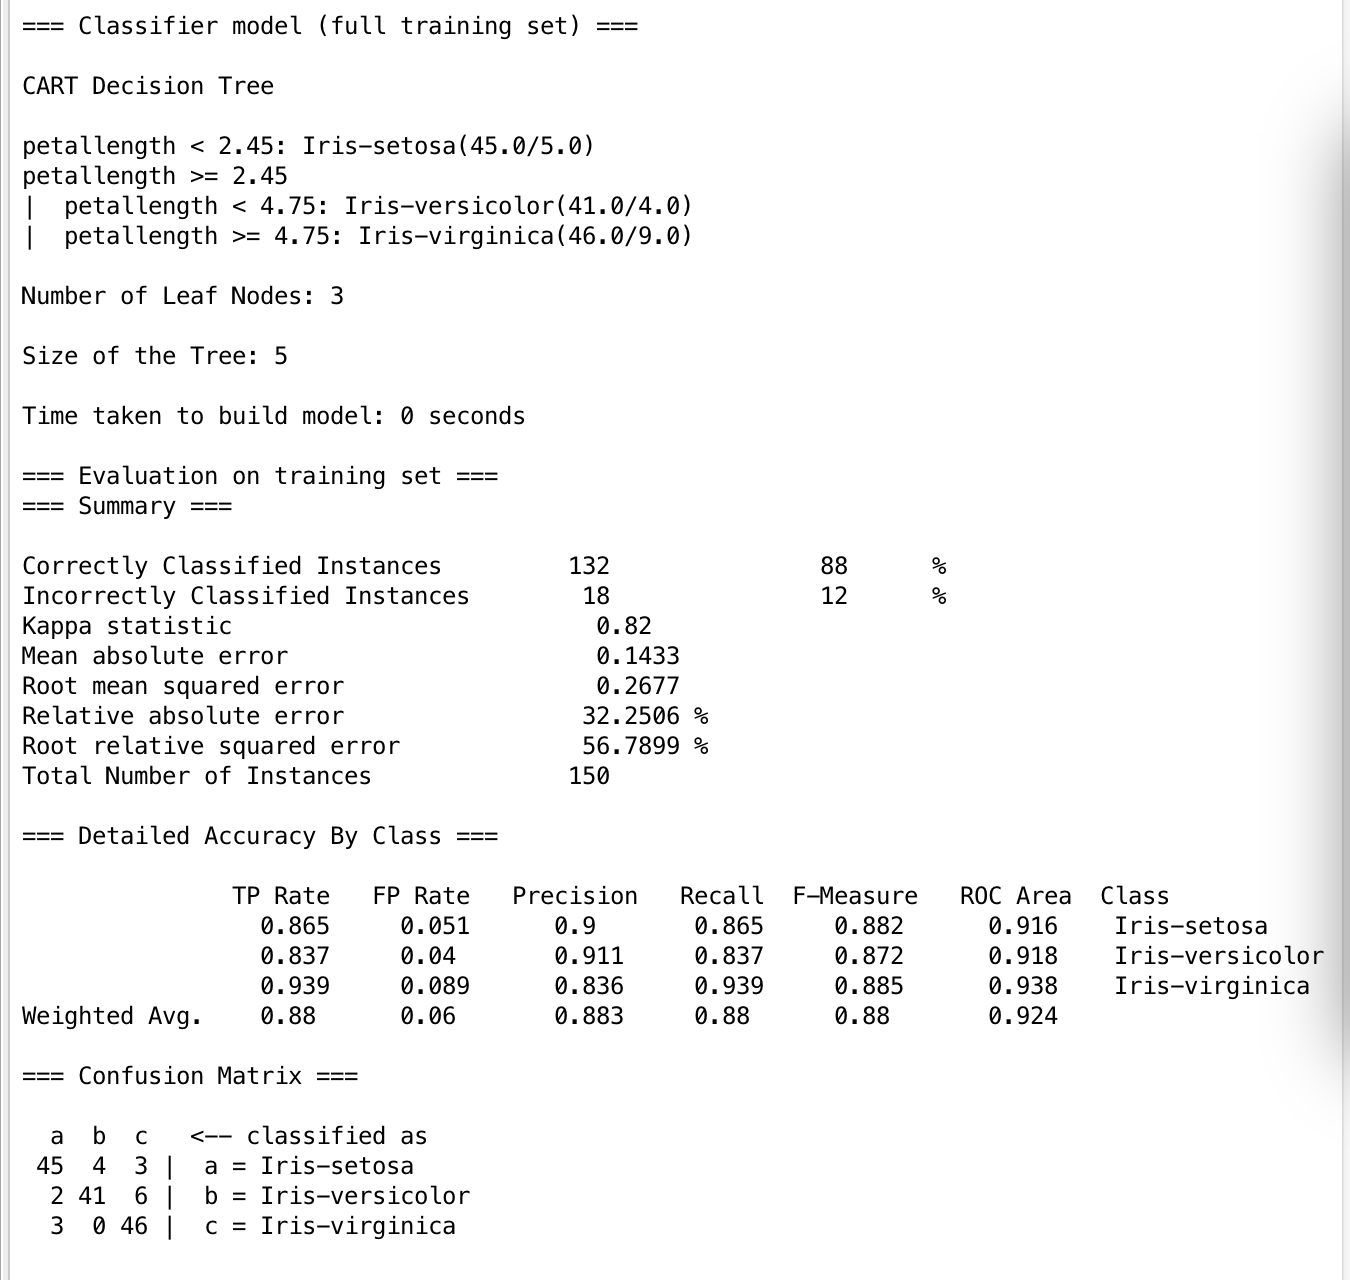 === Classifier model (full training set) ===
CART Decision Tree
petallength < 2.45: Iris-setosa(45.0/5.0)
petallength >= 2.45
|  petallength < 4.75: Iris-versicolor(41.0/4.0)
|  petallength >= 4.75: Iris-virginica(46.0/9.0)
Number of Leaf Nodes: 3
Size of the Tree: 5
Time taken to build model: 0 seconds
=== Evaluation on training set ===
=== Summary ===
Correctly Classified Instances         132               88      %
Incorrectly Classified Instances        18               12      %
Kappa statistic                          0.82
Mean absolute error                      0.1433
Root mean squared error                  0.2677
Relative absolute error                 32.2506 %
Root relative squared error             56.7899 %
Total Number of Instances              150
=== Detailed Accuracy By Class ===
TP Rate   FP Rate   Precision   Recall  F-Measure   ROC Area  Class
0.865     0.051      0.9       0.865     0.882      0.916    Iris-setosa
0.837     0.04       0.911     0.837     0.872      0.918    Iris-versicolor
0.939     0.089      0.836     0.939     0.885      0.938    Iris-virginica
Weighted Avg.    0.88      0.06       0.883     0.88      0.88       0.924
=== Confusion Matrix ===
a  b  c   <-- classified as
45  4  3 |  a = Iris-setosa
2 41  6 |  b = Iris-versicolor
3  0 46 |  c = Iris-virginica